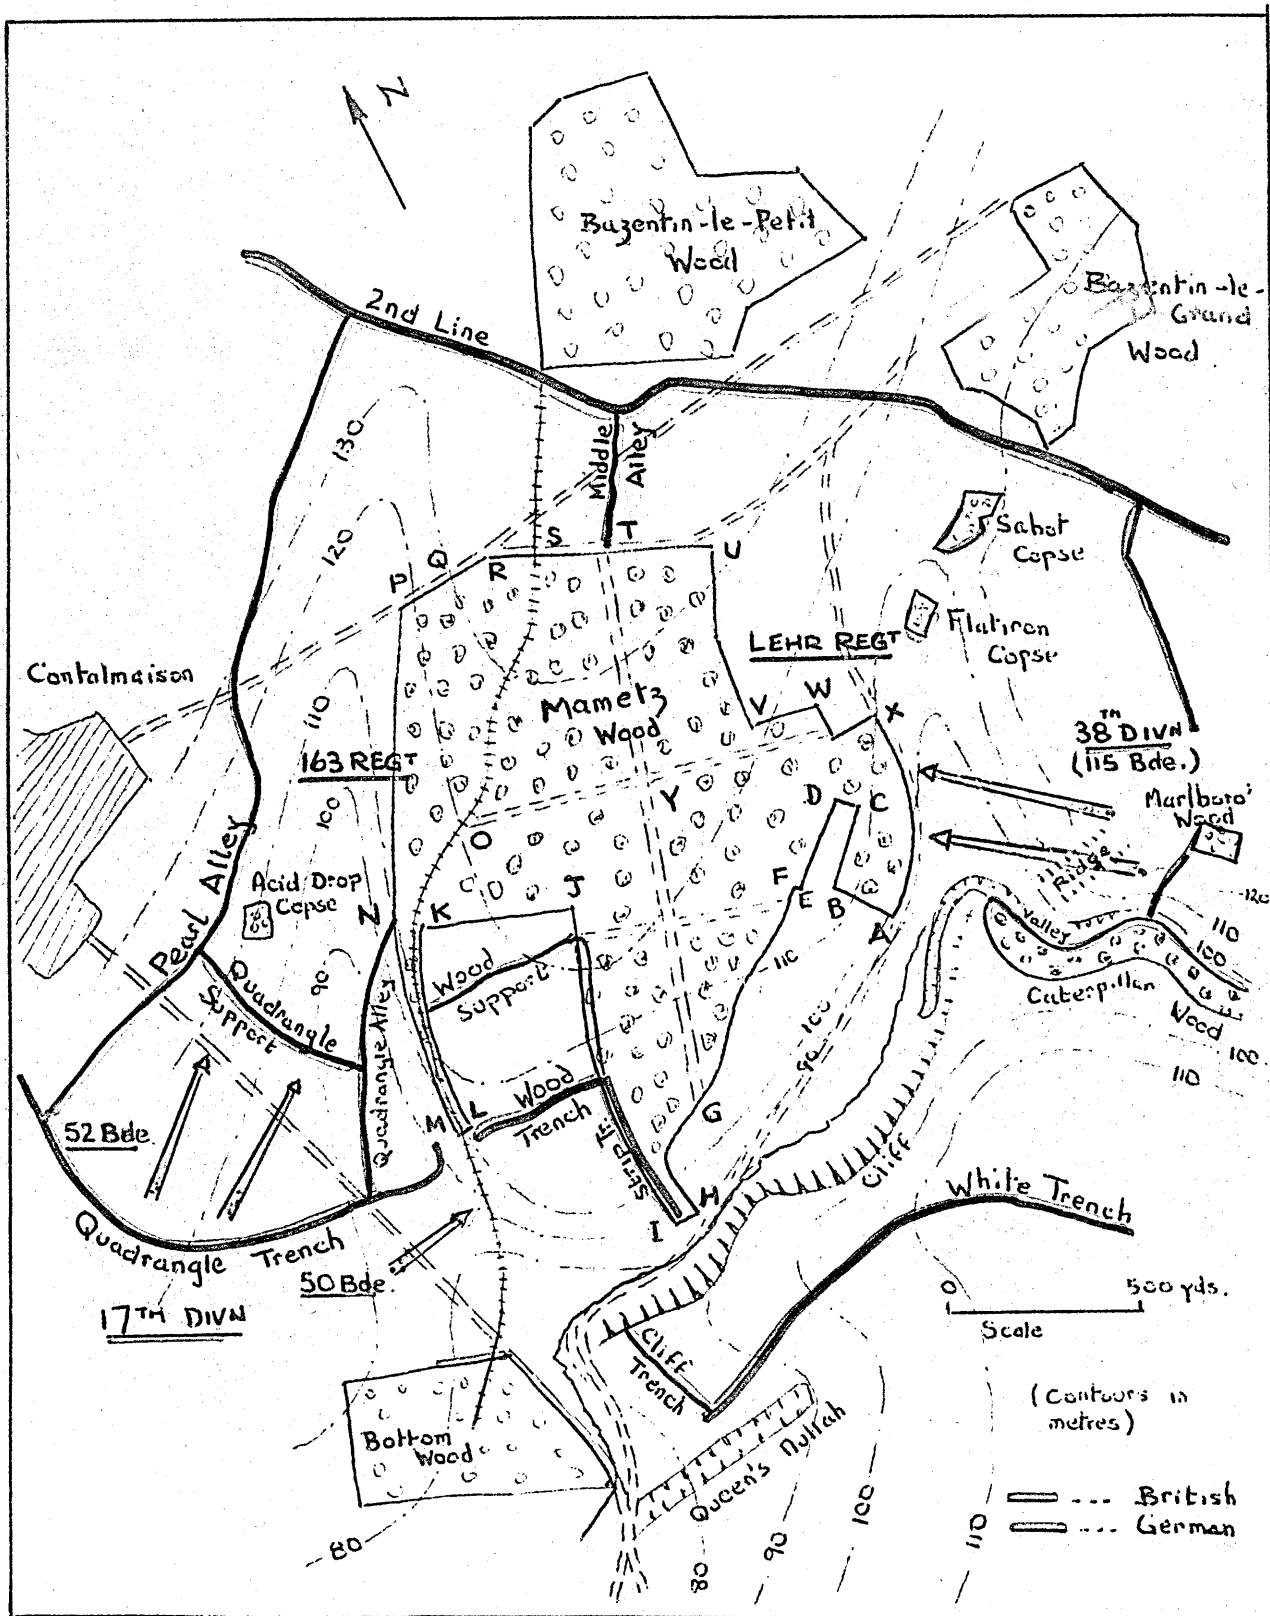 N
Bazentin-le-Petit
Wood
Bazentin-le-
Grand
Wood
2nd Line
130
Middle
Alley
120
Sabot
Copse
S
T
U
Q
R
P
Flatiron
Copse
LEHR REGT
Contalmaison
110
Mametz
Wood
V
W
X
38TH DIVN
(115 Bde.)
163 REGT
Marlboro'
Wood
100
Y
D
C
O
Ridge
Pearl Alley
Acid Drop
Copse
J
F
E
B
A
120
N
K
Valley
110
100
Wood
Support
110
Caterpillar
Wood
90
Quadrangle
Support
100
90
100
110
Quadrangle Alley
Wood
Trench
L
M
G
52 Bde.
Strip Tr.
Cliff
White Trench
H
I
Quadrangle Trench
50 Bde.
17TH DIVN
0
500 yds.
Scale
Cliff
Trench
(Contours in
metres)
Bottom
Wood
Queen's Nullah
British
German
80
80
90
100
110